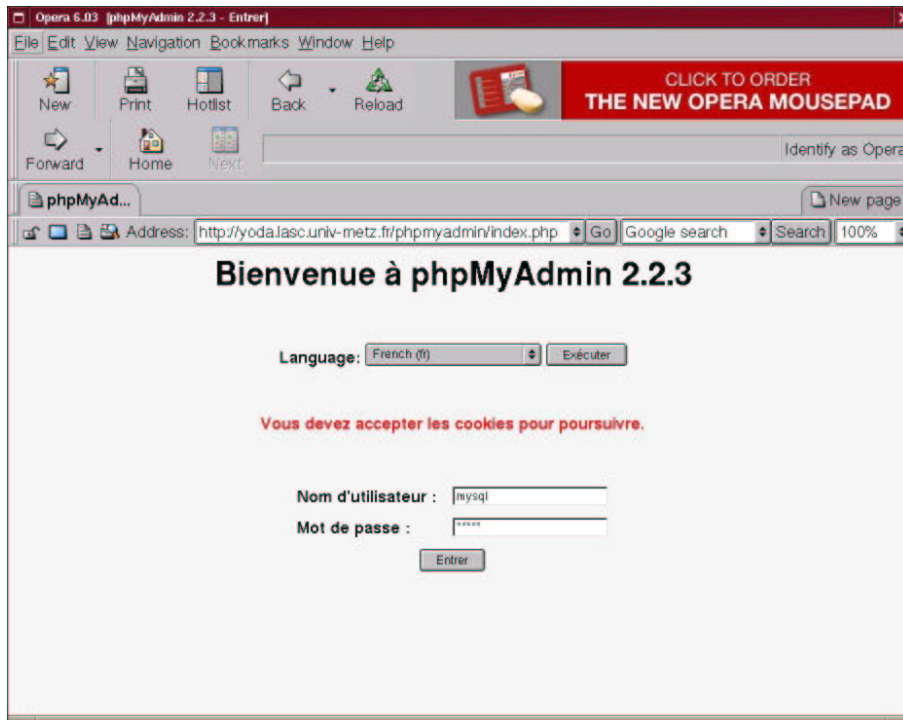 Opera 6.03 [phpMyAdmin 2.2.3 - Entrer]
File Edit View Navigation Bookmarks Window Help
New Print Hotlist Back Reload
CLICK TO ORDER
THE NEW OPERA MOUSEPAD
Forward Home Next Identify as Opera
phpMyAd... New page
Address: http://yoda.lasc.univ-metz.fr/phpmyadmin/index.php Go Google search Search 100%
Bienvenue à phpMyAdmin 2.2.3
Language: French (fr) Exécuter
Vous devez accepter les cookies pour poursuivre.
Nom d'utilisateur : mysql
Mot de passe : *****
Entrer